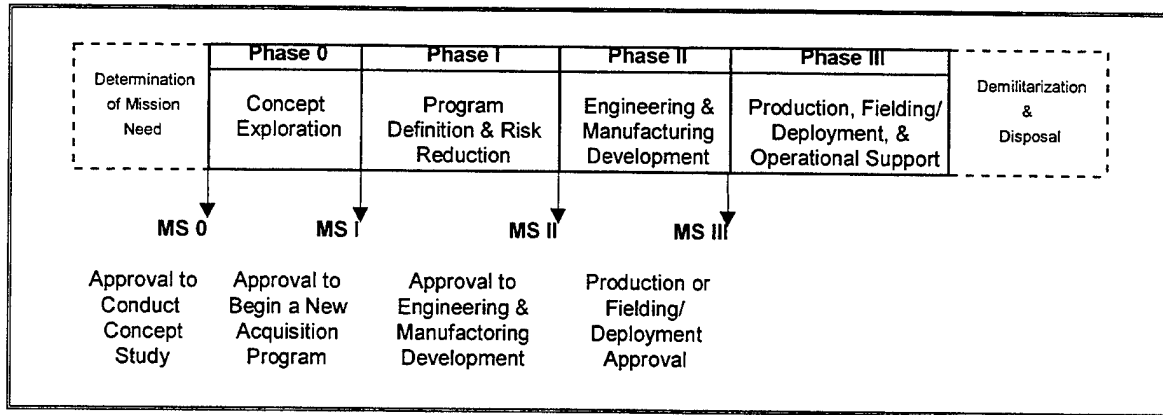 Determination
of Mission
Need
Phase 0
Concept
Exploration
Phase I
Program
Definition & Risk
Reduction
Phase II
Engineering &
Manufacturing
Development
Phase III
Production, Fielding/
Deployment, &
Operational Support
Demilitarization
&
Disposal
MS 0
MS I
MS II
MS III
Approval to
Conduct
Concept
Study
Approval to
Begin a New
Acquisition
Program
Approval to
Engineering &
Manufactoring
Development
Production or
Fielding/
Deployment
Approval